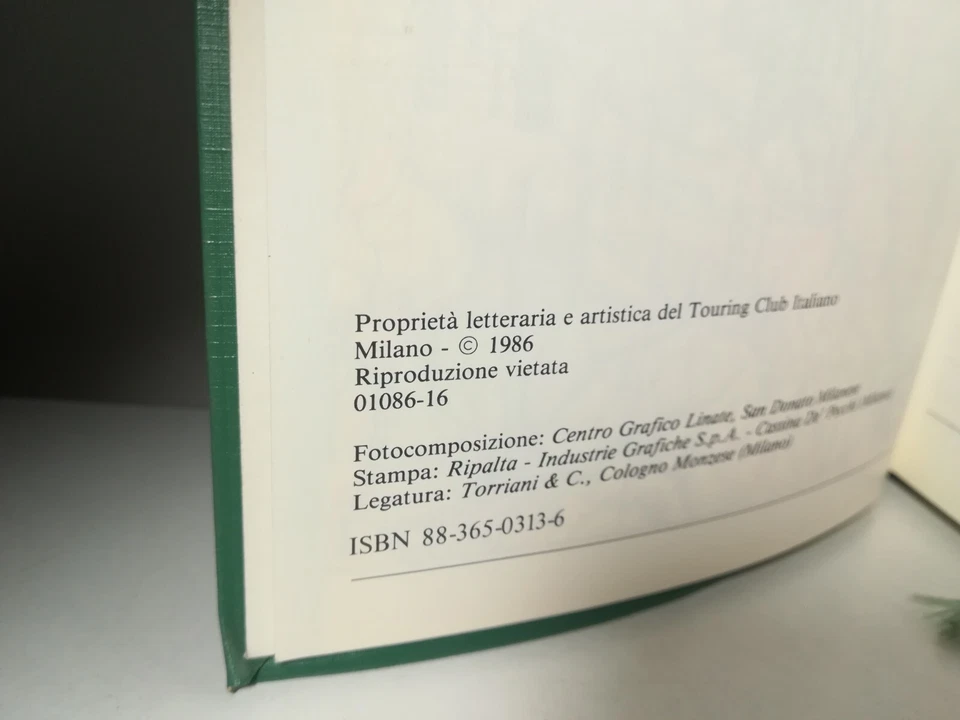 Proprietà letteraria e artistica del Touring Club Italiano
Milano - © 1986
Riproduzione vietata
01086-16
Fotocomposizione: Centro Grafico Linate, San Donato Milanese
Stampa: Ripalta - Industrie Grafiche S.p.A. - Cassina De' Pecchi (Milano)
Legatura: Torriani & C., Cologno Monzese (Milano)
ISBN 88-365-0313-6